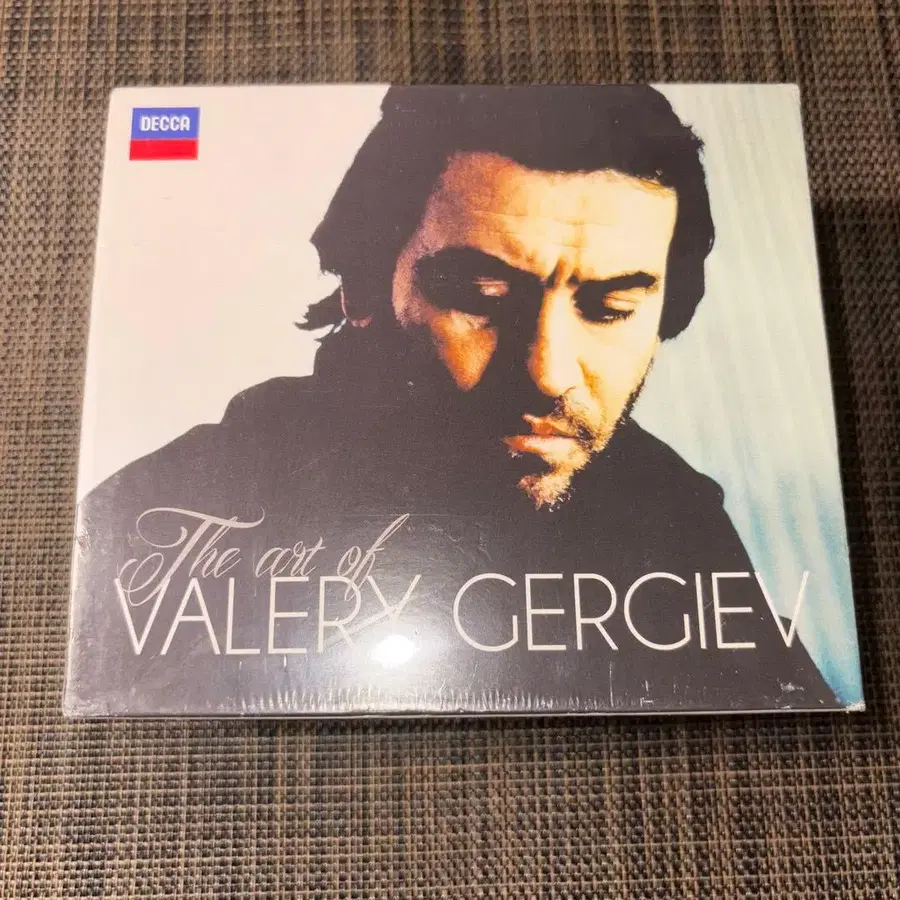 DECCA
The art of
VALERY GERGIEV